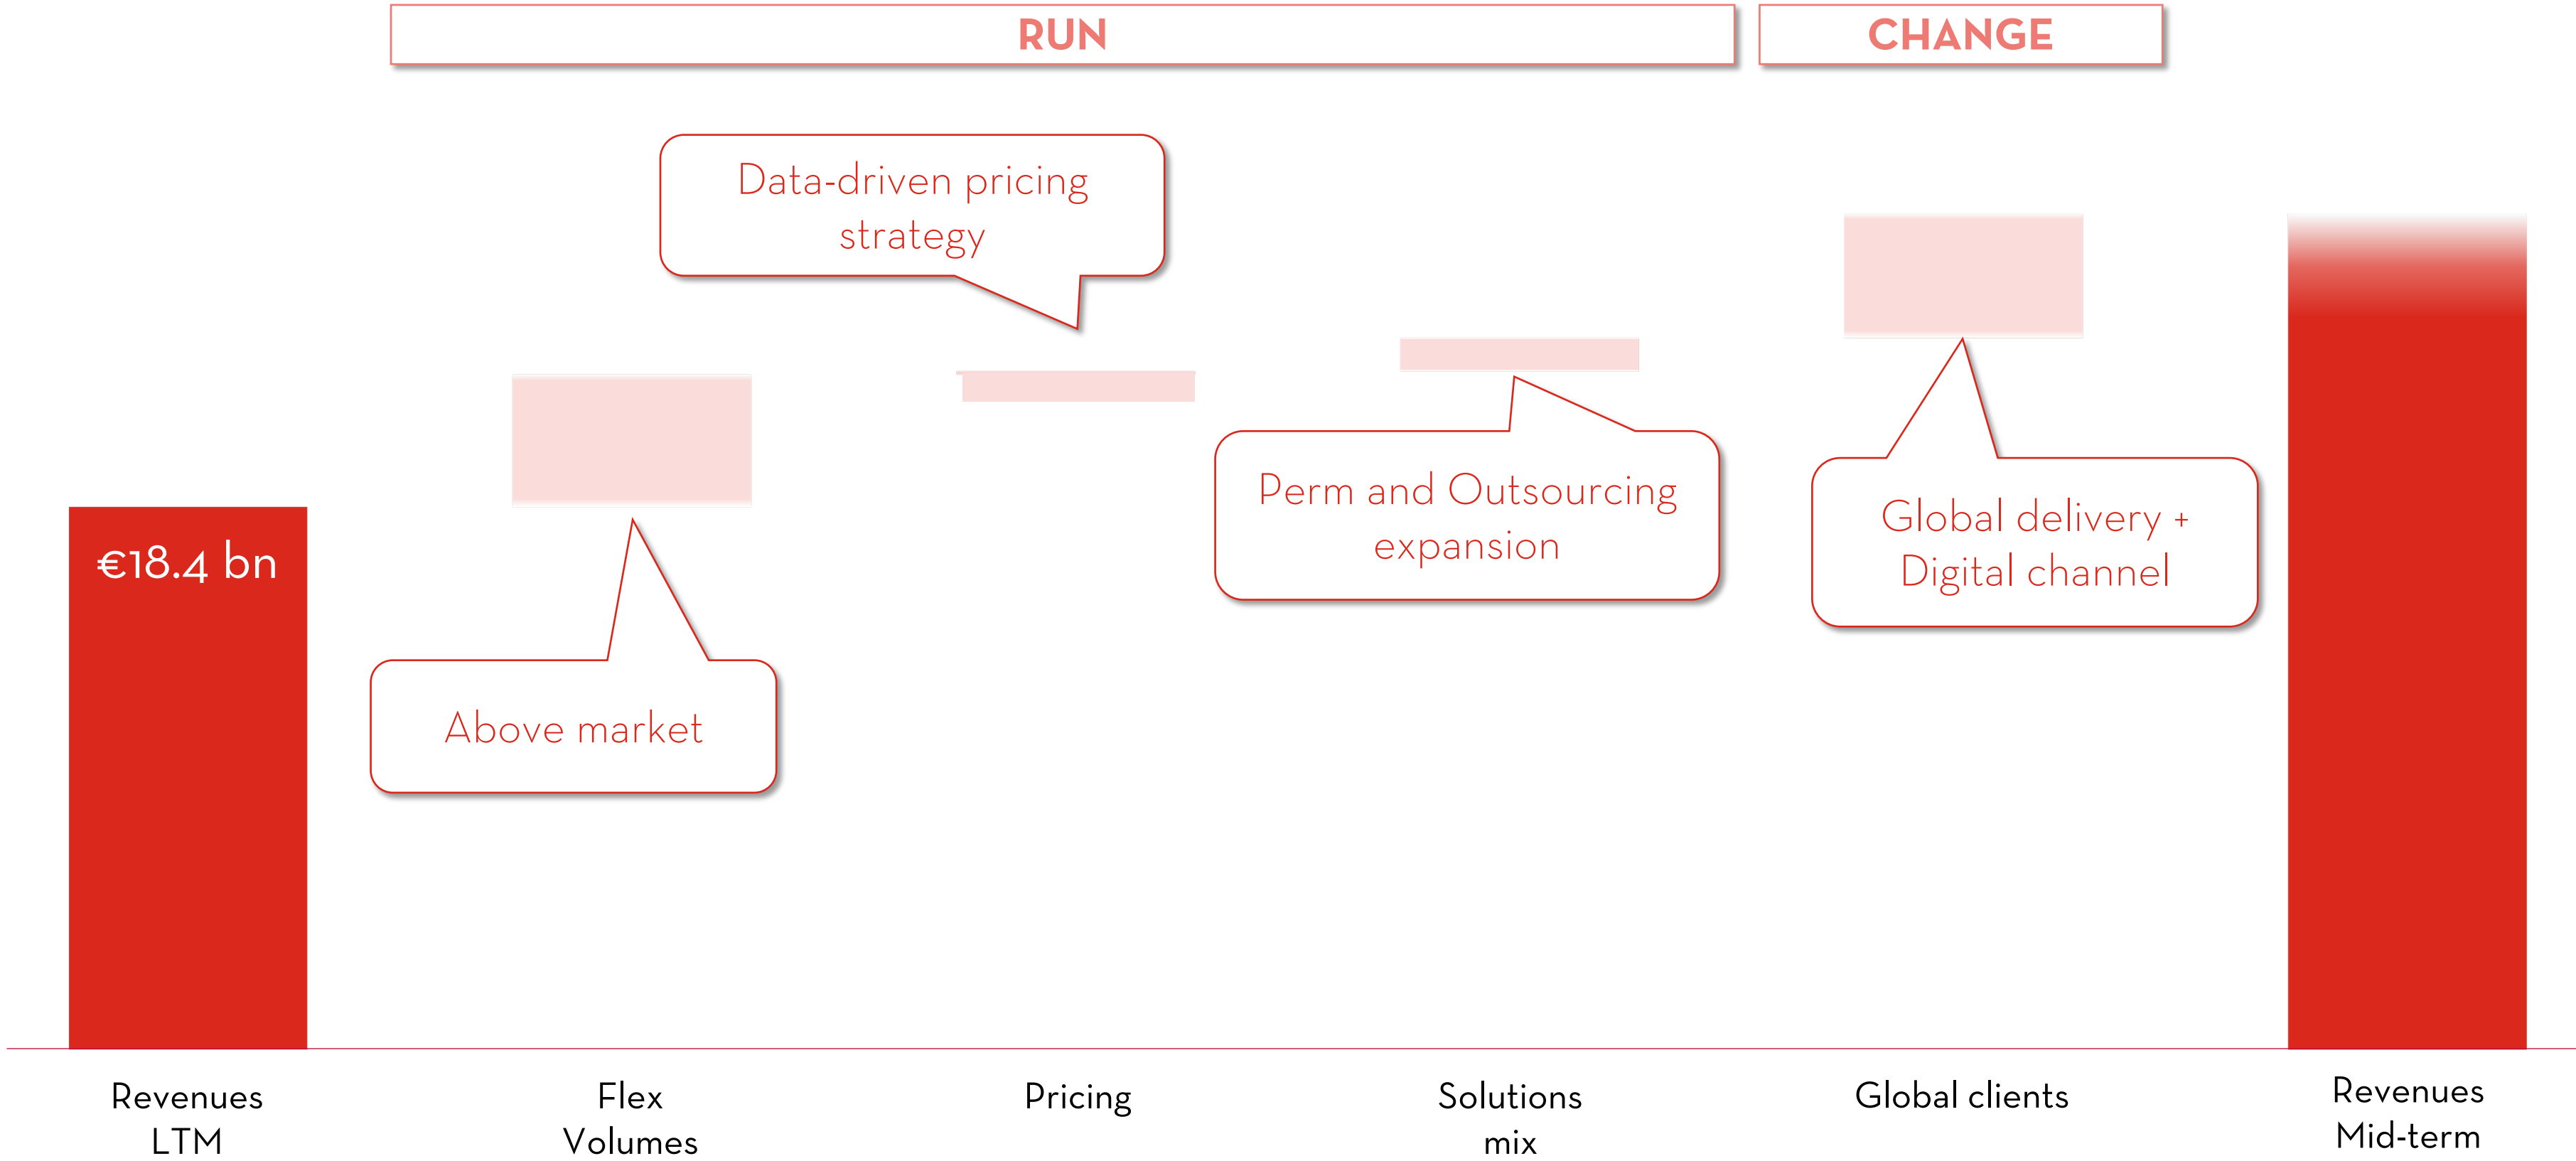 RUN
CHANGE
Data-driven pricing
strategy
Perm and Outsourcing
expansion
Global delivery +
Digital channel
€18.4 bn
Above market
Revenues
LTM
Flex
Volumes
Pricing
Solutions
mix
Global clients
Revenues
Mid-term